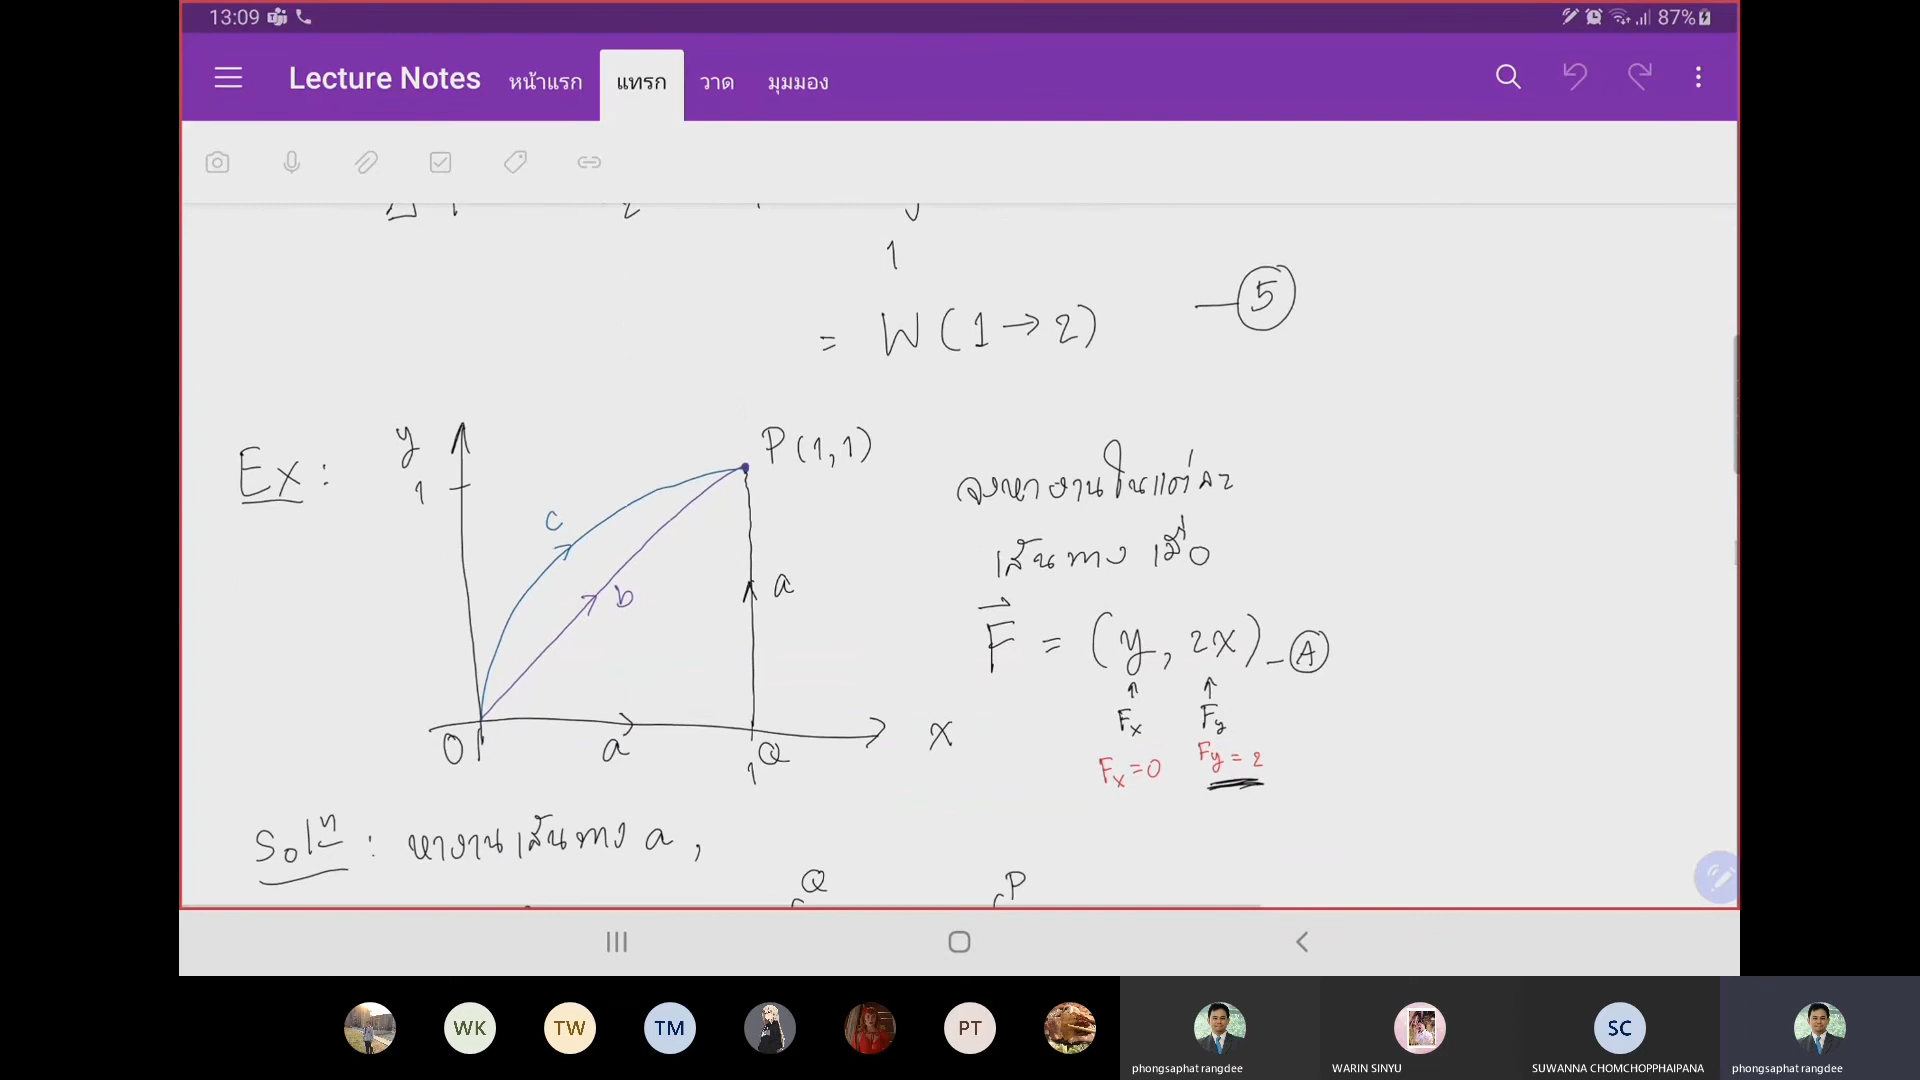 13:09
87%
Lecture Notes หน้าแรก แทรก วาด มุมมอง
1
= W(1→2) — 5
Ex:
y
1
P(1,1)
c
b
a
a
0
1
Q
x
จงหางานในแต่ละ
เส้นทาง เมื่อ
F = (y, 2x) - A
↑ ↑
Fx Fy
Fx=0 Fy=2
Solⁿ : หางานเส้นทาง a,
Q P
WK TW TM PT SC
phongsaphat rangdee WARIN SINYU SUWANNA CHOMCHOPPHAIPANA phongsaphat rangdee